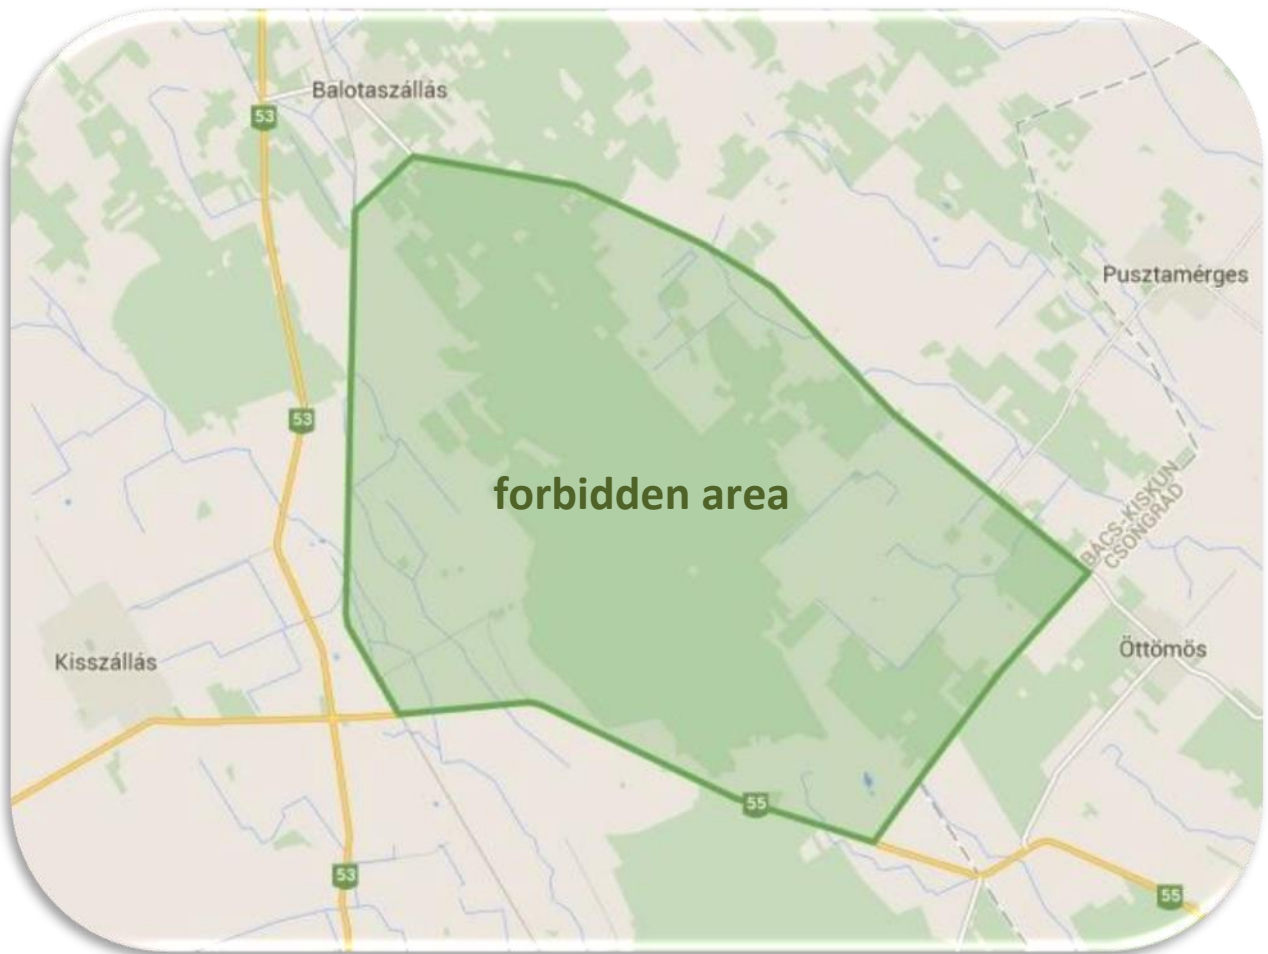 Balotaszállás
53
Pusztamérges
53
forbidden area
BÁCS-KISKUN
CSONGRÁD
Kisszállás
Öttömös
55
53
55